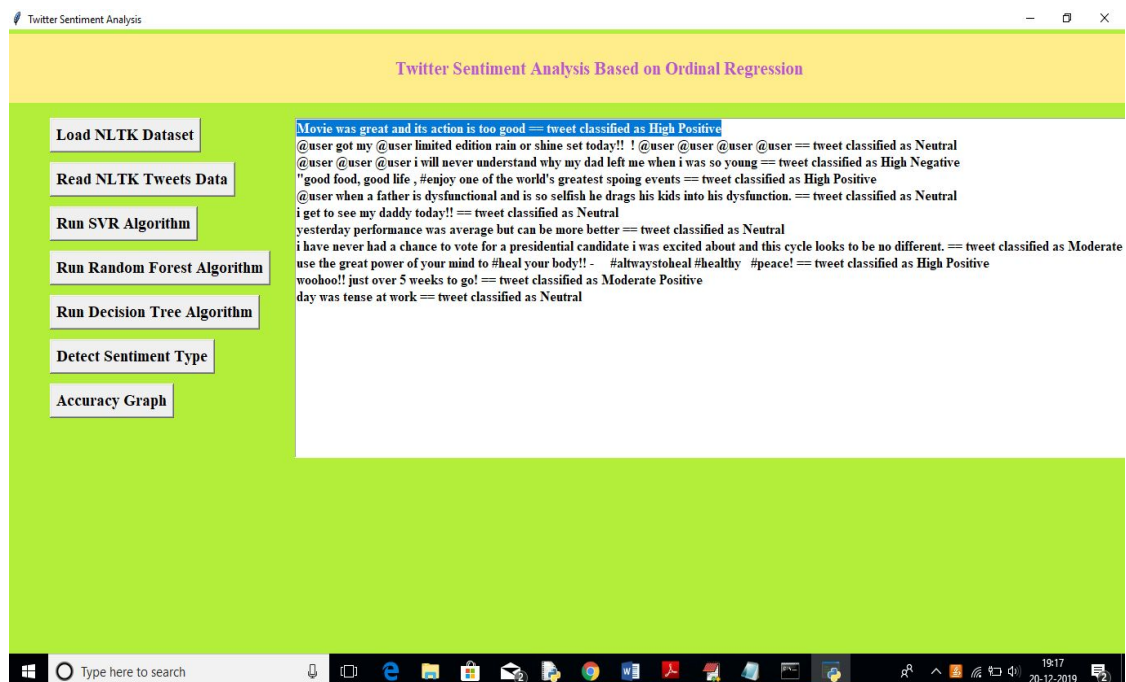 Twitter Sentiment Analysis
Twitter Sentiment Analysis Based on Ordinal Regression
Load NLTK Dataset
Read NLTK Tweets Data
Run SVR Algorithm
Run Random Forest Algorithm
Run Decision Tree Algorithm
Detect Sentiment Type
Accuracy Graph
Movie was great and its action is too good == tweet classified as High Positive
@user got my @user limited edition rain or shine set today!! ! @user @user @user @user == tweet classified as Neutral
@user @user @user i will never understand why my dad left me when i was so young == tweet classified as High Negative
"good food, good life , #enjoy one of the world's greatest spoing events == tweet classified as High Positive
@user when a father is dysfunctional and is so selfish he drags his kids into his dysfunction. == tweet classified as Neutral
i get to see my daddy today!! == tweet classified as Neutral
yesterday performance was average but can be more better == tweet classified as Neutral
i have never had a chance to vote for a presidential candidate i was excited about and this cycle looks to be no different. == tweet classified as Moderate
use the great power of your mind to #heal your body!! - #altwaystoheal #healthy #peace! == tweet classified as High Positive
woohoo!! just over 5 weeks to go! == tweet classified as Moderate Positive
day was tense at work == tweet classified as Neutral
Type here to search
19:17
20-12-2019